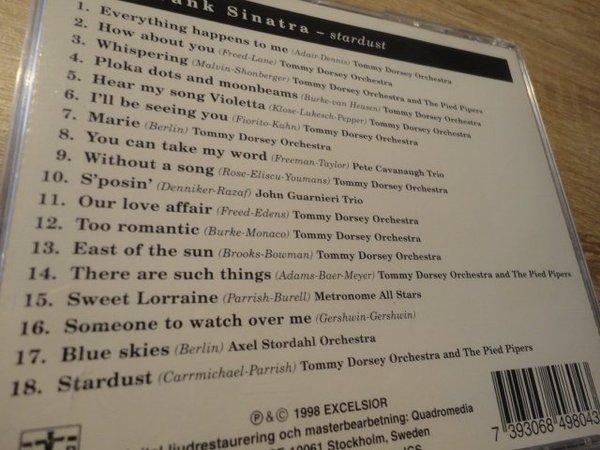 ank Sinatra – stardust
1. Everything happens to me (Adair-Dennis) Tommy Dorsey Orchestra
2. How about you (Freed-Lane) Tommy Dorsey Orchestra
3. Whispering (Malvin-Shonberger) Tommy Dorsey Orchestra and The Pied Pipers
4. Ploka dots and moonbeams (Burke-van Heusen) Tommy Dorsey Orchestra
5. Hear my song Violetta (Klose-Lukesch-Pepper) Tommy Dorsey Orchestra
6. I'll be seeing you (Fiorito-Kahn) Tommy Dorsey Orchestra
7. Marie (Berlin) Tommy Dorsey Orchestra
8. You can take my word (Freeman-Taylor) Pete Cavanaugh Trio
9. Without a song (Rose-Eliscu-Youmans) Tommy Dorsey Orchestra
10. S'posin' (Denniker-Razaf) John Guarnieri Trio
11. Our love affair (Freed-Edens) Tommy Dorsey Orchestra
12. Too romantic (Burke-Monaco) Tommy Dorsey Orchestra
13. East of the sun (Brooks-Bowman) Tommy Dorsey Orchestra
14. There are such things (Adams-Baer-Meyer) Tommy Dorsey Orchestra and The Pied Pipers
15. Sweet Lorraine (Parrish-Burell) Metronome All Stars
16. Someone to watch over me (Gershwin-Gershwin)
17. Blue skies (Berlin) Axel Stordahl Orchestra
18. Stardust (Carrmichael-Parrish) Tommy Dorsey Orchestra and The Pied Pipers
℗ & © 1998 EXCELSIOR
ital ljudrestaurering och masterbearbetning: Quadromedia
10061 Stockholm, Sweden
7 393068 498043